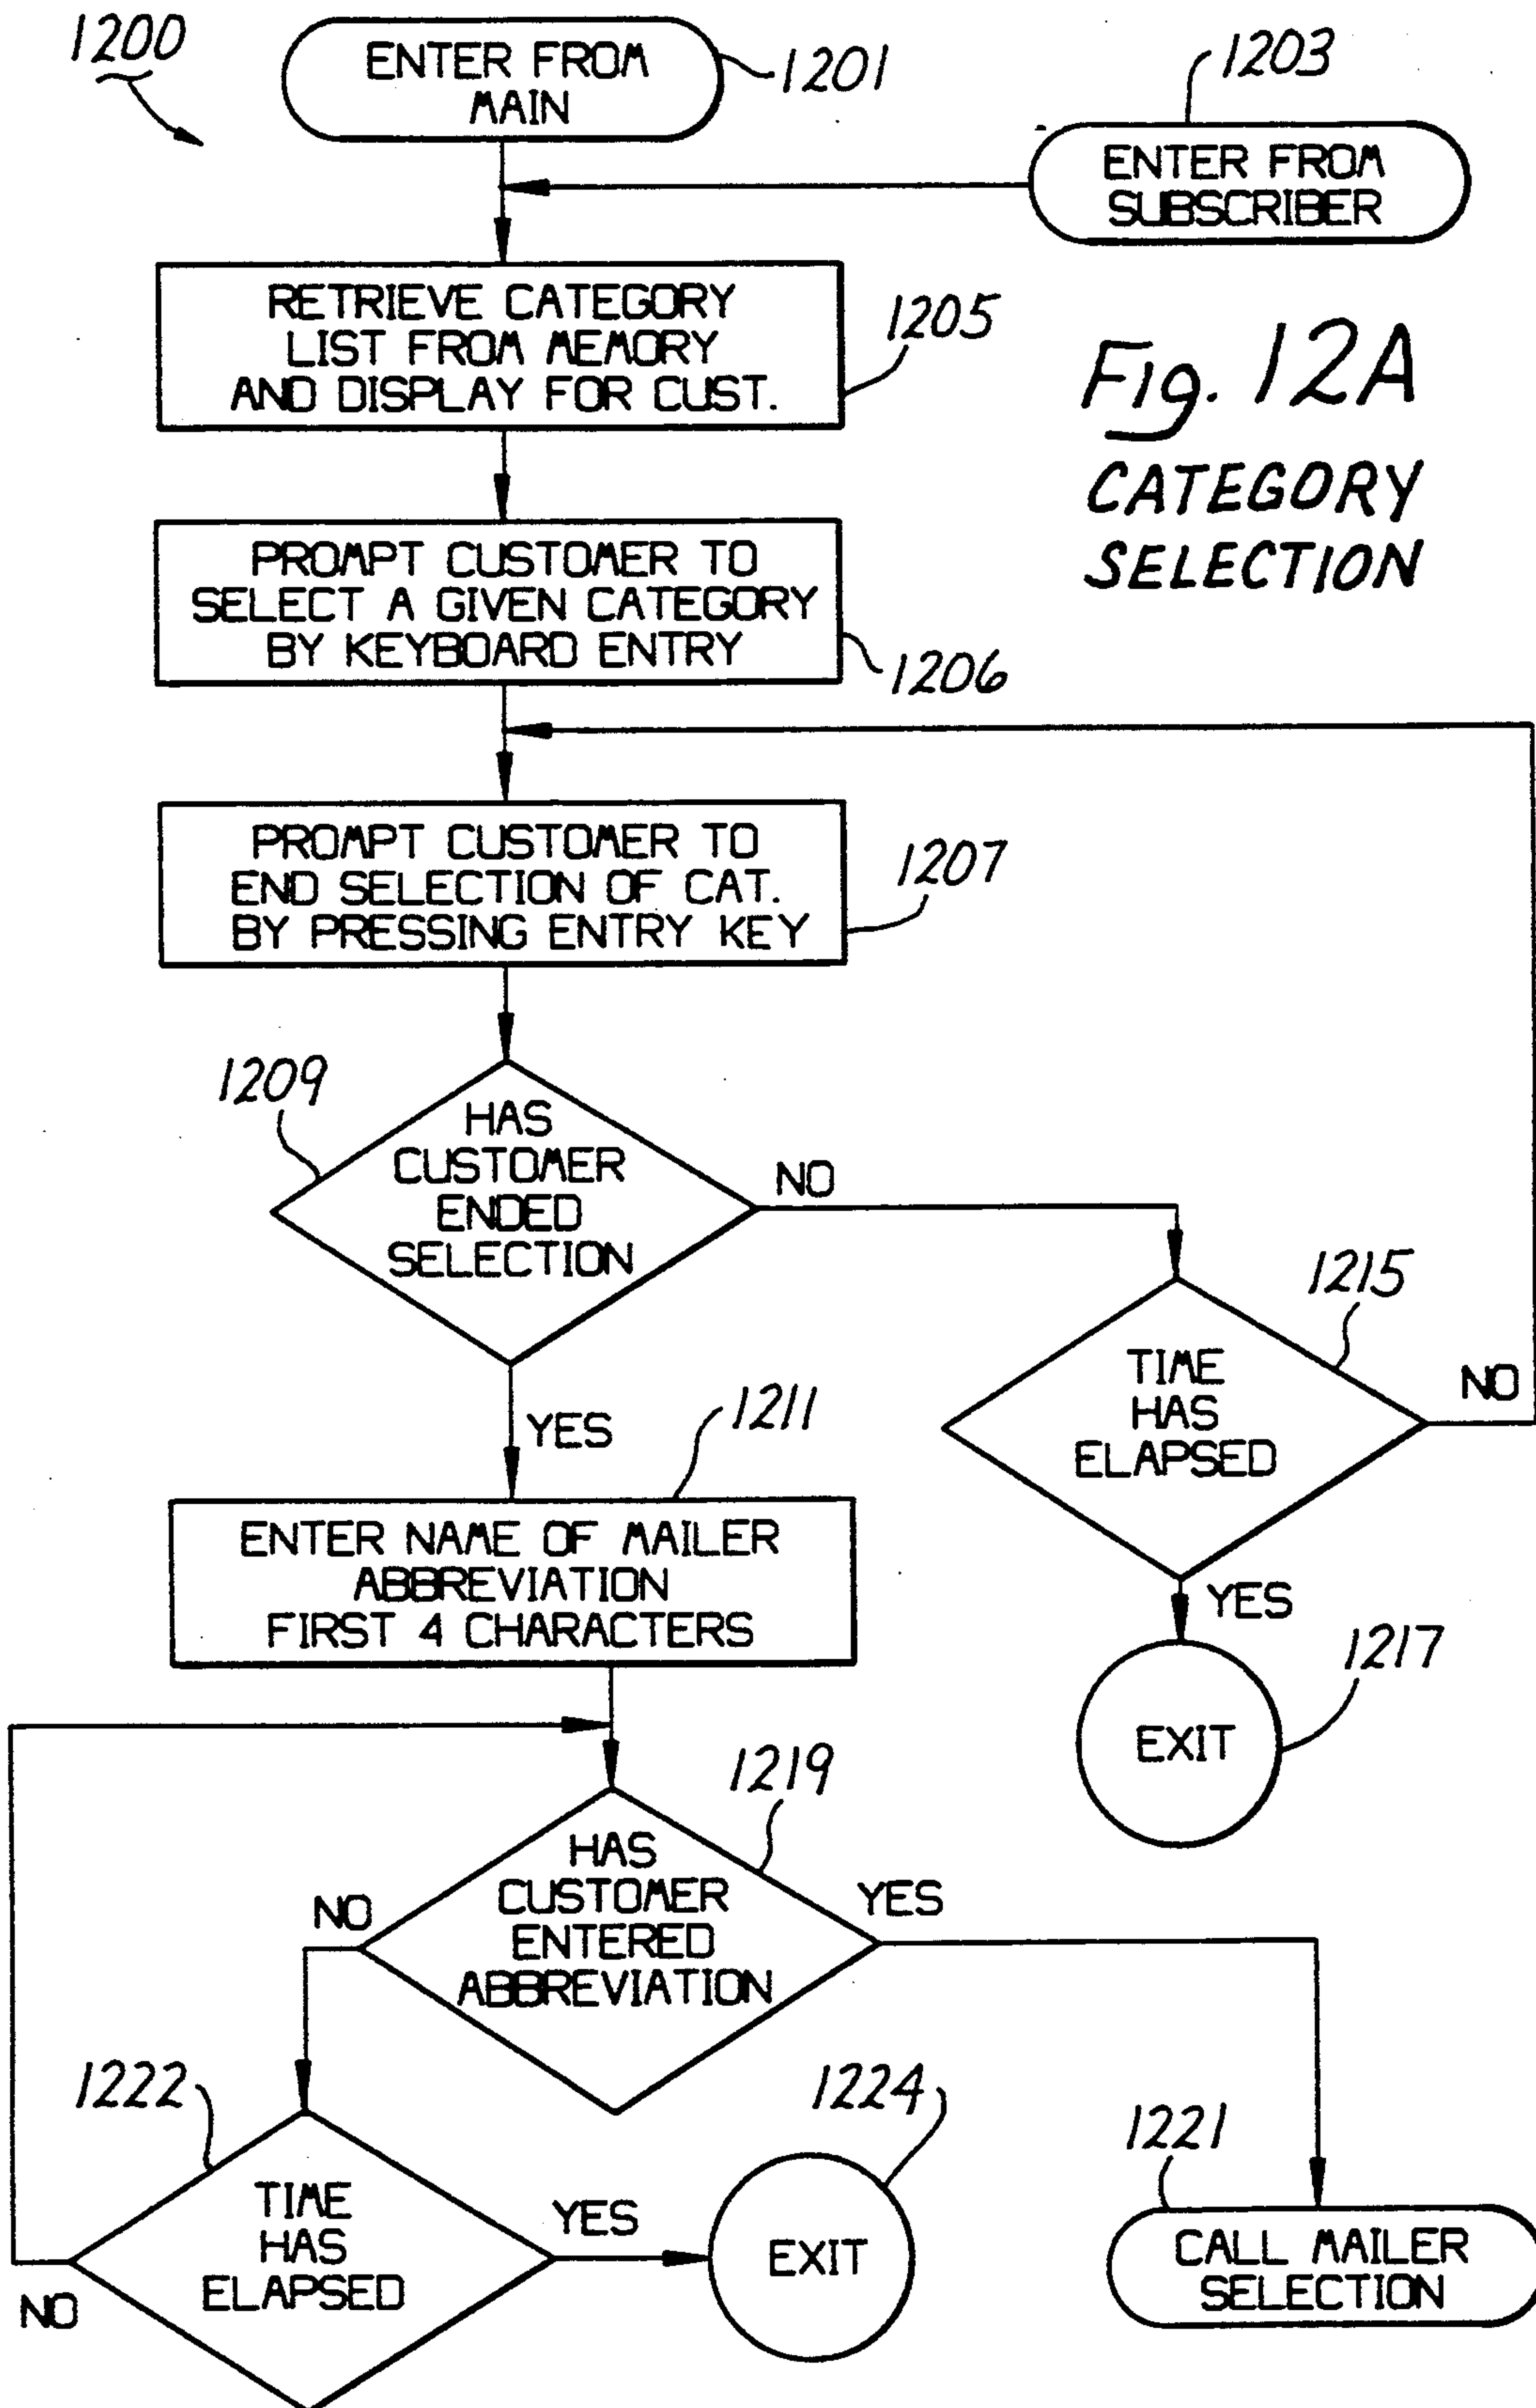 1200
ENTER FROM
MAIN
1201
1203
ENTER FROM
SUBSCRIBER
RETRIEVE CATEGORY
LIST FROM MEMORY
AND DISPLAY FOR CUST.
1205
Fig. 12A
CATEGORY
SELECTION
PROMPT CUSTOMER TO
SELECT A GIVEN CATEGORY
BY KEYBOARD ENTRY
1206
PROMPT CUSTOMER TO
END SELECTION OF CAT.
BY PRESSING ENTRY KEY
1207
1209
HAS
CUSTOMER
ENDED
SELECTION
NO
1215
TIME
HAS
ELAPSED
NO
YES
1211
YES
1217
EXIT
ENTER NAME OF MAILER
ABBREVIATION
FIRST 4 CHARACTERS
1219
HAS
CUSTOMER
ENTERED
ABBREVIATION
NO
YES
1222
TIME
HAS
ELAPSED
NO
YES
1224
EXIT
1221
CALL MAILER
SELECTION